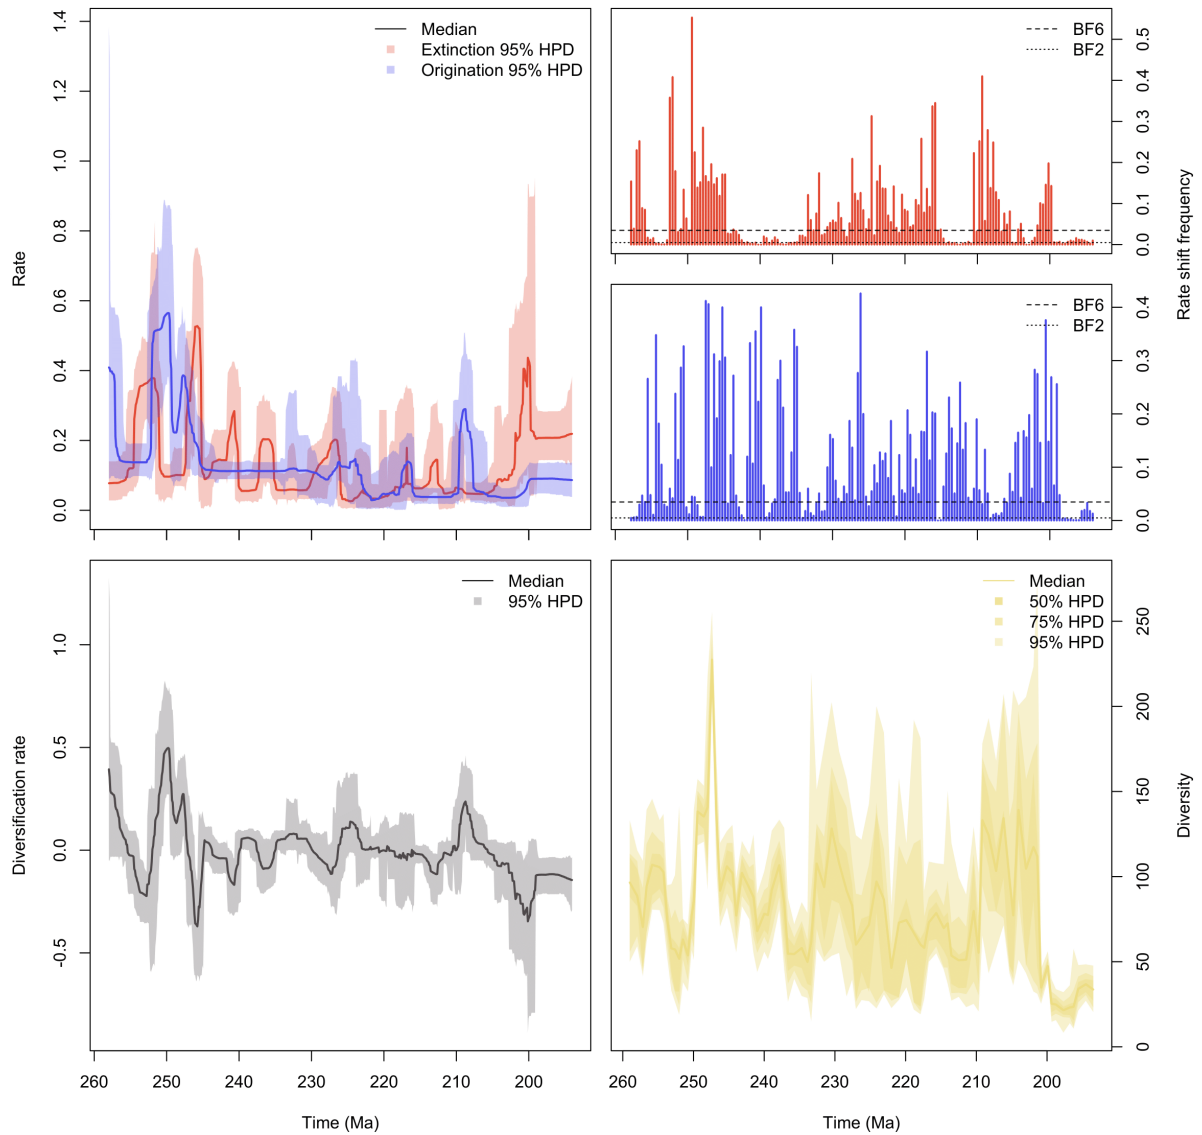 Median
Extinction 95% HPD
Origination 95% HPD
0.0
0.2
0.4
0.6
0.8
1.0
1.2
1.4
Rate
BF6
BF2
0.0
0.1
0.2
0.3
0.4
0.5
BF6
BF2
0.0
0.1
0.2
0.3
0.4
Rate shift frequency
Median
95% HPD
-0.5
0.0
0.5
1.0
Diversification rate
260
250
240
230
220
210
200
Time (Ma)
Median
50% HPD
75% HPD
95% HPD
0
50
100
150
200
250
Diversity
260
250
240
230
220
210
200
Time (Ma)